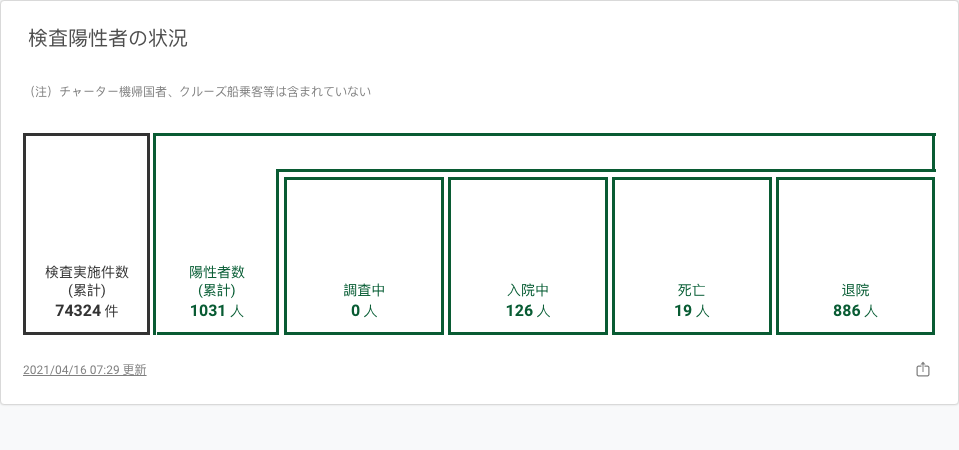 検査陽性者の状況
（注）チャーター機帰国者、クルーズ船乗客等は含まれていない
検査実施件数
(累計)
74324 件
陽性者数
(累計)
1031 人
調査中
0 人
入院中
126 人
死亡
19 人
退院
886 人
2021/04/16 07:29 更新